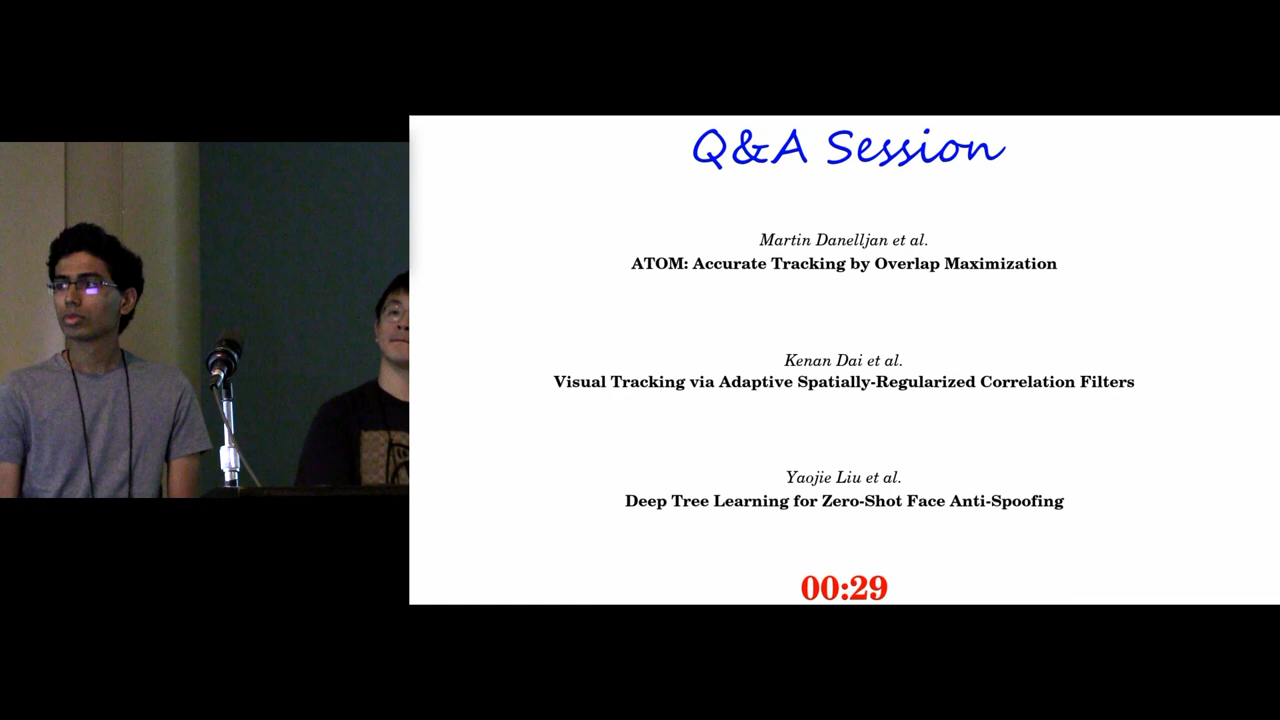 Q&A Session
Martin Danelljan et al.
ATOM: Accurate Tracking by Overlap Maximization
Kenan Dai et al.
Visual Tracking via Adaptive Spatially-Regularized Correlation Filters
Yaojie Liu et al.
Deep Tree Learning for Zero-Shot Face Anti-Spoofing
00:29